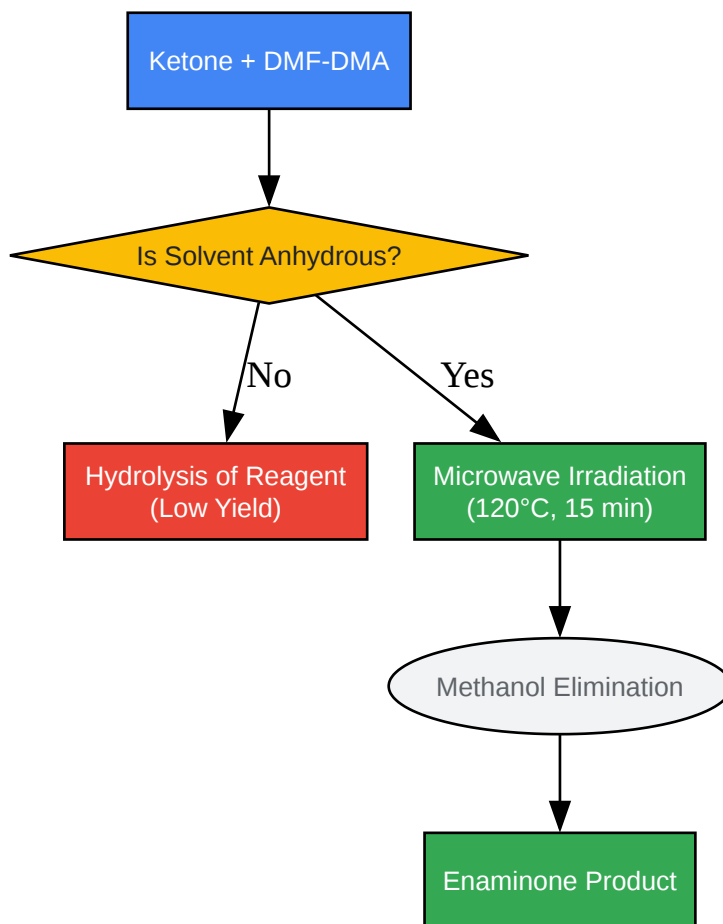 Ketone + DMF-DMA
Is Solvent Anhydrous?
No
Yes
Hydrolysis of Reagent
(Low Yield)
Microwave Irradiation
(120°C, 15 min)
Methanol Elimination
Enaminone Product